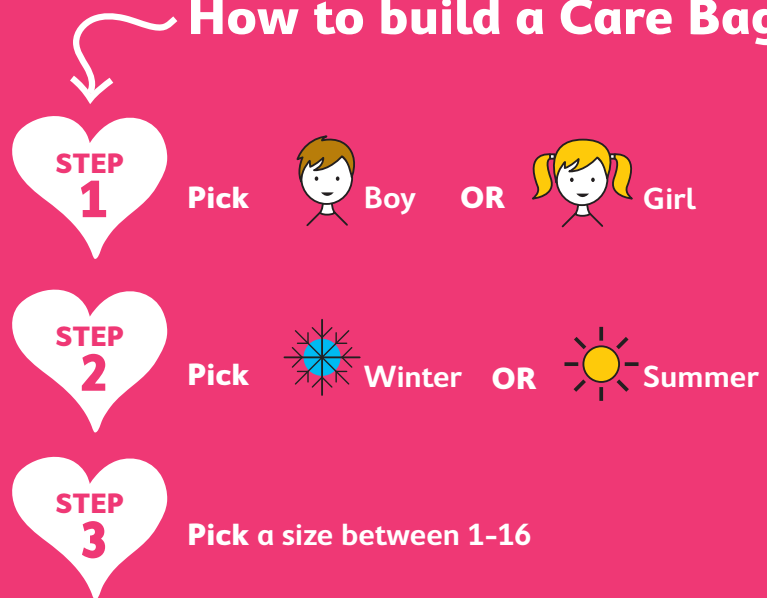 How to build a Care Bag
STEP
1
Pick Boy OR Girl
STEP
2
Pick Winter OR Summer
STEP
3
Pick a size between 1-16